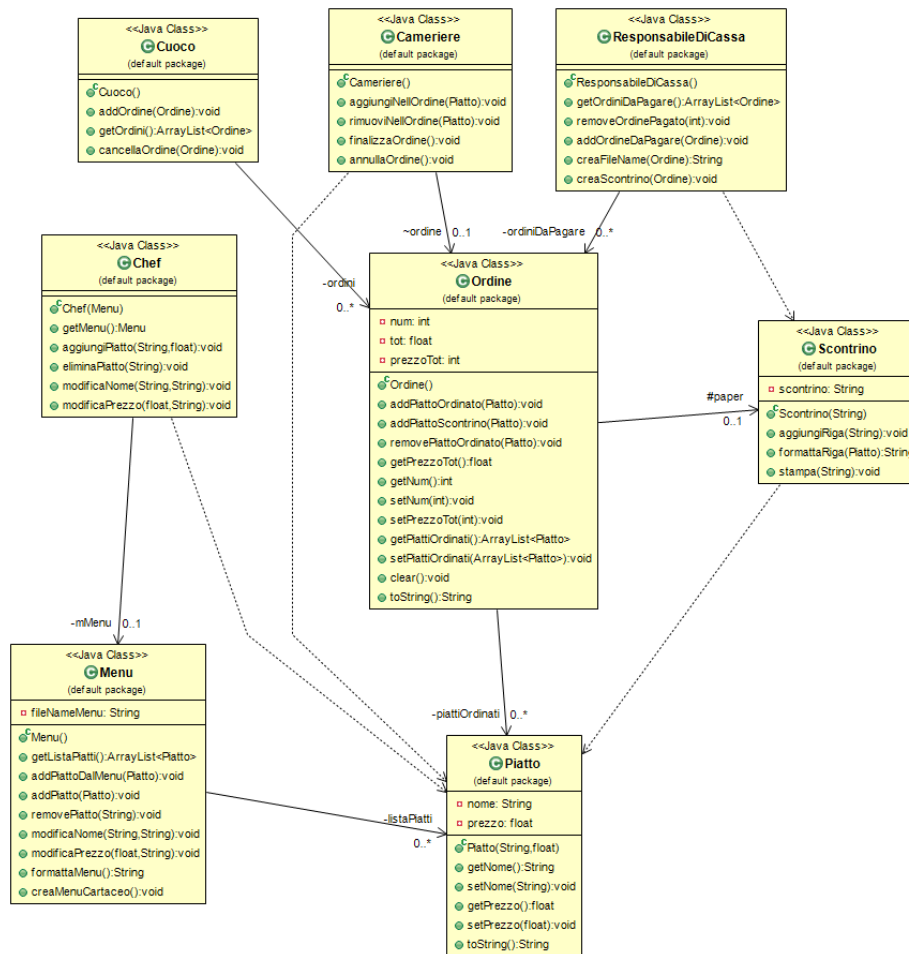 <<Java Class>>
C Cuoco
(default package)
C Cuoco()
addOrdine(Ordine):void
getOrdini():ArrayList<Ordine>
cancellaOrdine(Ordine):void
<<Java Class>>
C Cameriere
(default package)
C Cameriere()
aggiungiNellOrdine(Piatto):void
rimuoviNellOrdine(Piatto):void
finalizzaOrdine():void
annullaOrdine():void
<<Java Class>>
C ResponsabileDiCassa
(default package)
C ResponsabileDiCassa()
getOrdiniDaPagare():ArrayList<Ordine>
removeOrdinePagato(int):void
addOrdineDaPagare(Ordine):void
creaFileName(Ordine):String
creaScontrino(Ordine):void
~ordine 0..1
-ordiniDaPagare 0..*
-ordini
0..*
<<Java Class>>
C Chef
(default package)
C Chef(Menu)
getMenu():Menu
aggiungiPiatto(String,float):void
eliminaPiatto(String):void
modificaNome(String,String):void
modificaPrezzo(float,String):void
<<Java Class>>
C Ordine
(default package)
num: int
tot: float
prezzoTot: int
C Ordine()
addPiattoOrdinato(Piatto):void
addPiattoScontrino(Piatto):void
removePiattoOrdinato(Piatto):void
getPrezzoTot():float
getNum():int
setNum(int):void
setPrezzoTot(int):void
getPiattiOrdinati():ArrayList<Piatto>
setPiattiOrdinati(ArrayList<Piatto>):void
clear():void
toString():String
#paper
0..1
<<Java Class>>
C Scontrino
(default package)
scontrino: String
C Scontrino(String)
aggiungiRiga(String):void
formattaRiga(Piatto):String
stampa(String):void
-mMenu 0..1
<<Java Class>>
C Menu
(default package)
fileNameMenu: String
C Menu()
getListaPiatti():ArrayList<Piatto>
addPiattoDalMenu(Piatto):void
addPiatto(Piatto):void
removePiatto(String):void
modificaNome(String,String):void
modificaPrezzo(float,String):void
formattaMenu():String
creaMenuCartaceo():void
-listaPiatti
0..*
-piattiOrdinati 0..*
<<Java Class>>
C Piatto
(default package)
nome: String
prezzo: float
C Piatto(String,float)
getNome():String
setNome(String):void
getPrezzo():float
setPrezzo(float):void
toString():String